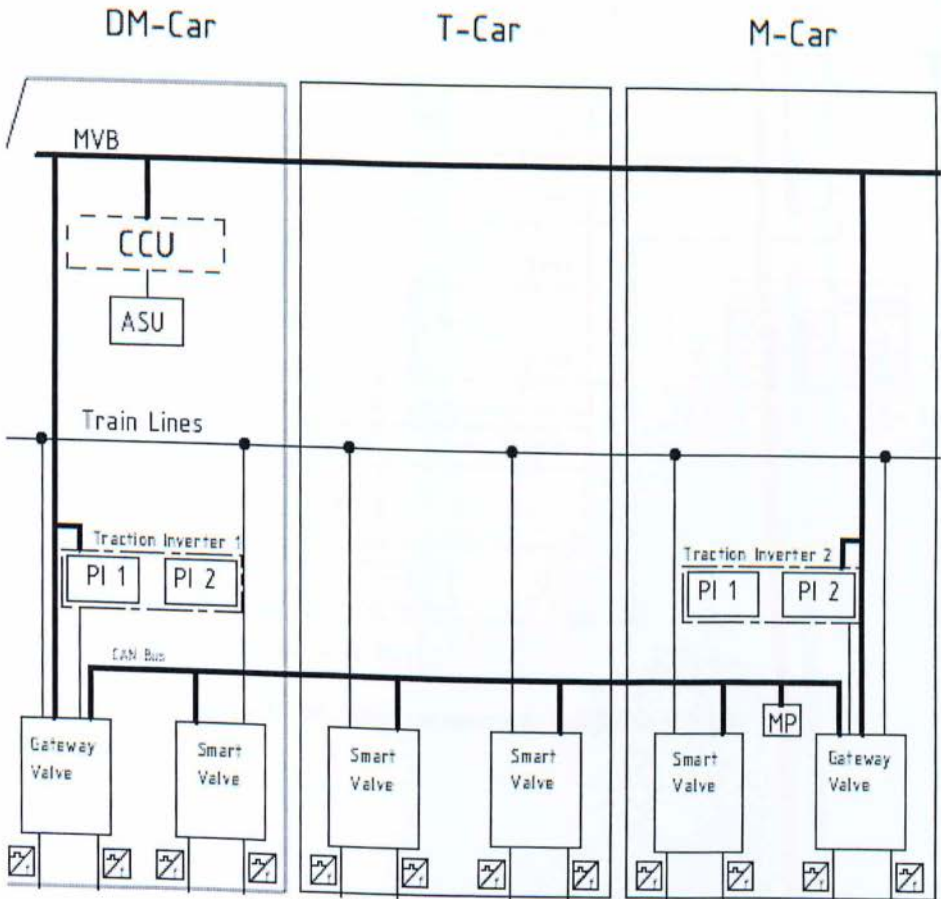 DM-Car
T-Car
M-Car
MVB
CCU
ASU
Train Lines
Traction Inverter 1
PI 1
PI 2
Traction Inverter 2
PI 1
PI 2
CAN Bus
MP
Gateway
Valve
Smart
Valve
Smart
Valve
Smart
Valve
Smart
Valve
Gateway
Valve